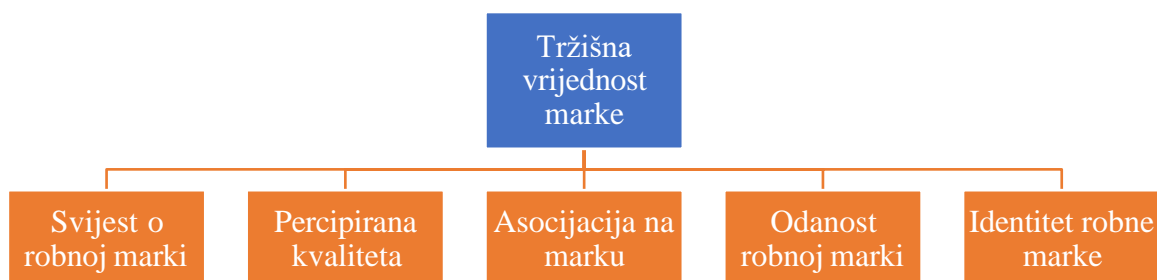 Tržišna
vrijednost
marke
Svijest o
robnoj marki
Percipirana
kvaliteta
Asocijacija na
marku
Odanost
robnoj marki
Identitet robne
marke